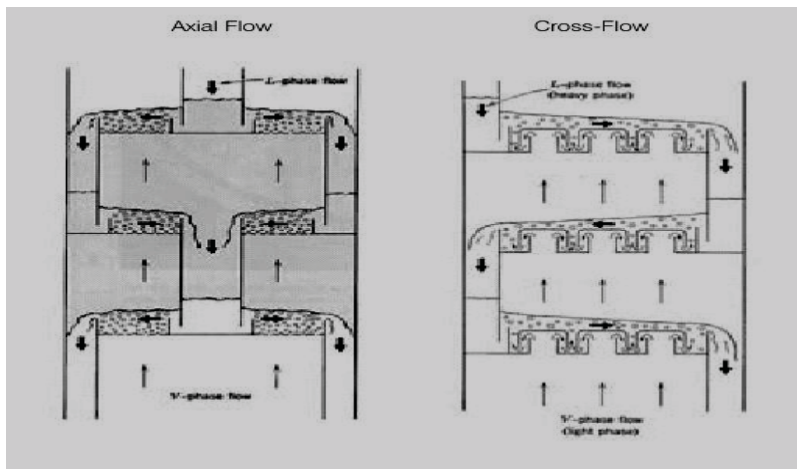 Axial Flow
L-phase flow
V-phase flow
Cross-Flow
L-phase flow
(heavy phase)
V-phase flow
(light phase)